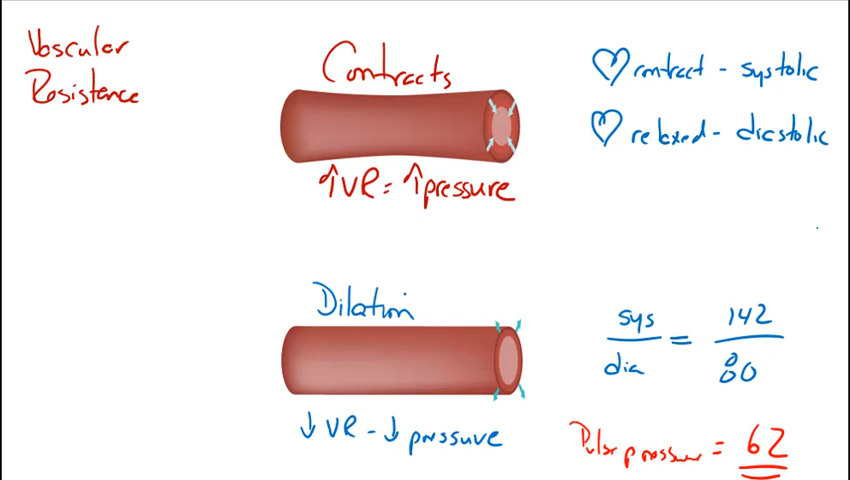 Vascular
Resistence
Contracts
↑VR = ↑pressure
♡ contract - systolic
♡ relaxed - diastolic
Dilation
↓ VR - ↓ pressure
sys
dia
=
142
80
Pulse pressure = 62